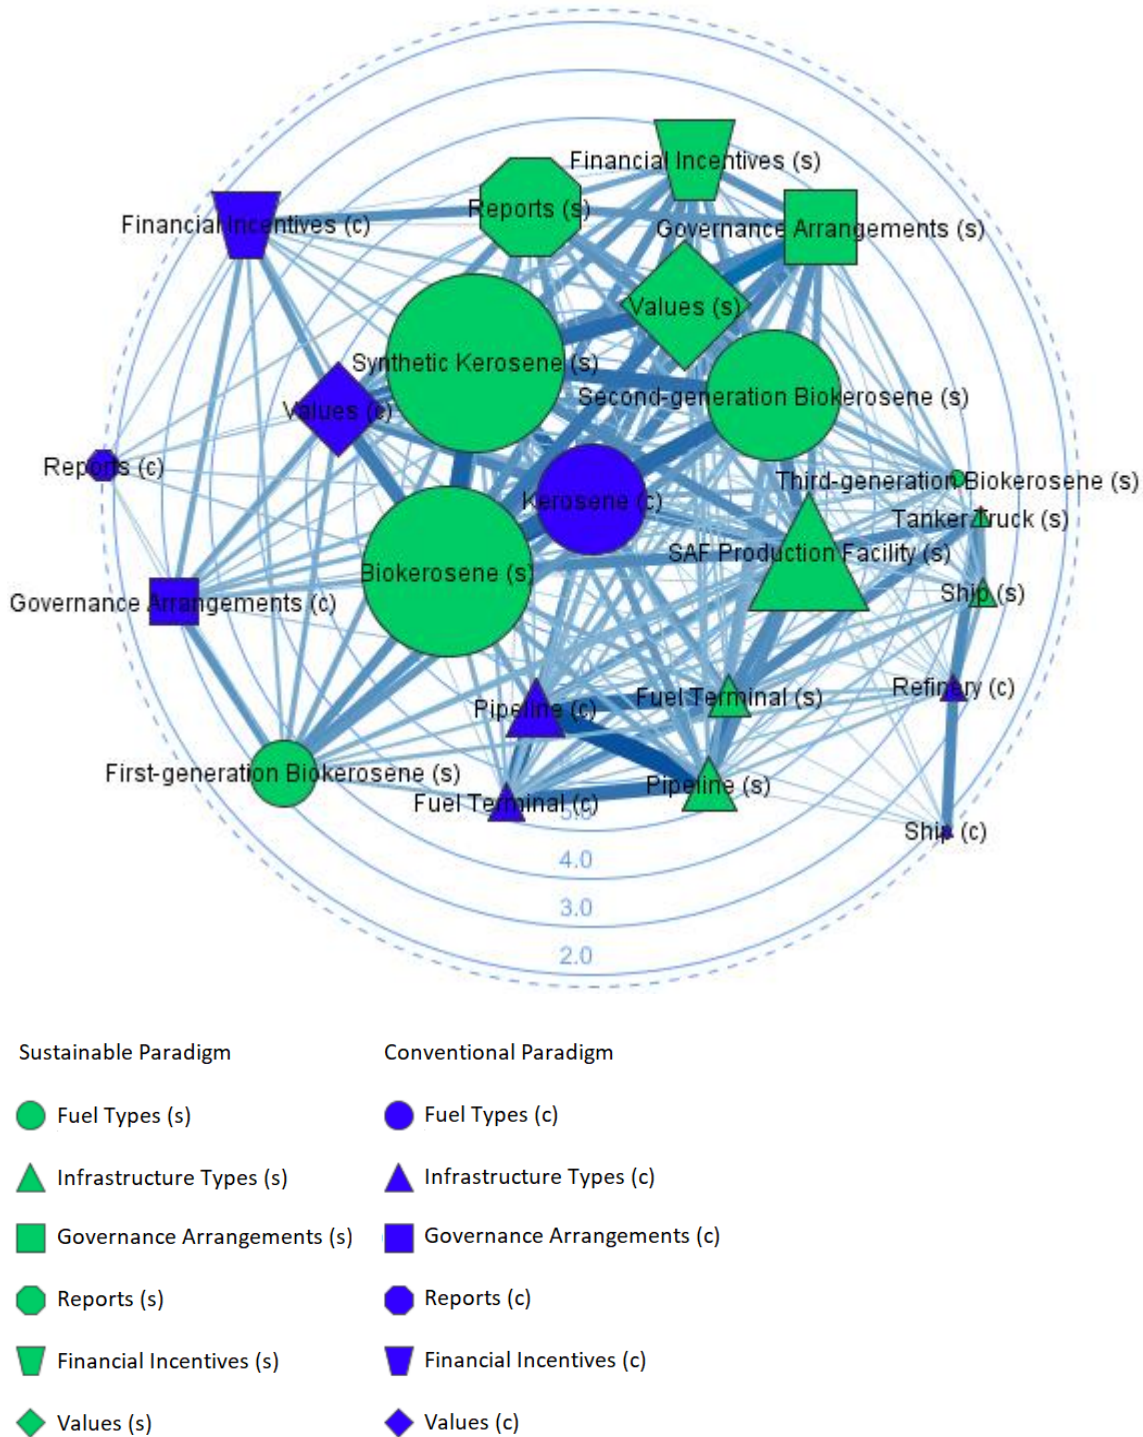 Financial Incentives (s)
Reports (s)
Financial Incentives (c)
Governance Arrangements (s)
Values (s)
Synthetic Kerosene (s)
Second-generation Biokerosene (s)
Values (c)
Reports (c)
Third-generation Biokerosene (s)
Kerosene (c)
Tanker Truck (s)
SAF Production Facility (s)
Biokerosene (s)
Ship (s)
Governance Arrangements (c)
Refinery (c)
Fuel Terminal (s)
Pipeline (c)
First-generation Biokerosene (s)
Pipeline (s)
Fuel Terminal (c)
5.0
Ship (c)
4.0
3.0
2.0
Sustainable Paradigm
Conventional Paradigm
Fuel Types (s)
Fuel Types (c)
Infrastructure Types (s)
Infrastructure Types (c)
Governance Arrangements (s)
Governance Arrangements (c)
Reports (s)
Reports (c)
Financial Incentives (s)
Financial Incentives (c)
Values (s)
Values (c)